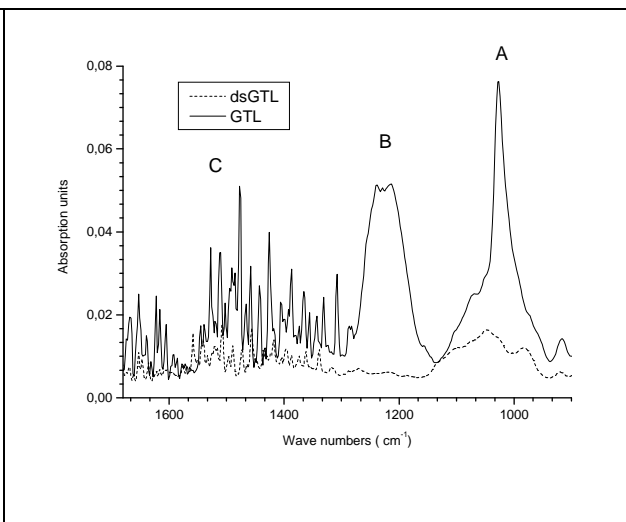 A
0,08
dsGTL
GTL
0,06
B
C
Absorption units
0,04
0,02
0,00
1600
1400
1200
1000
Wave numbers ( cm⁻¹)